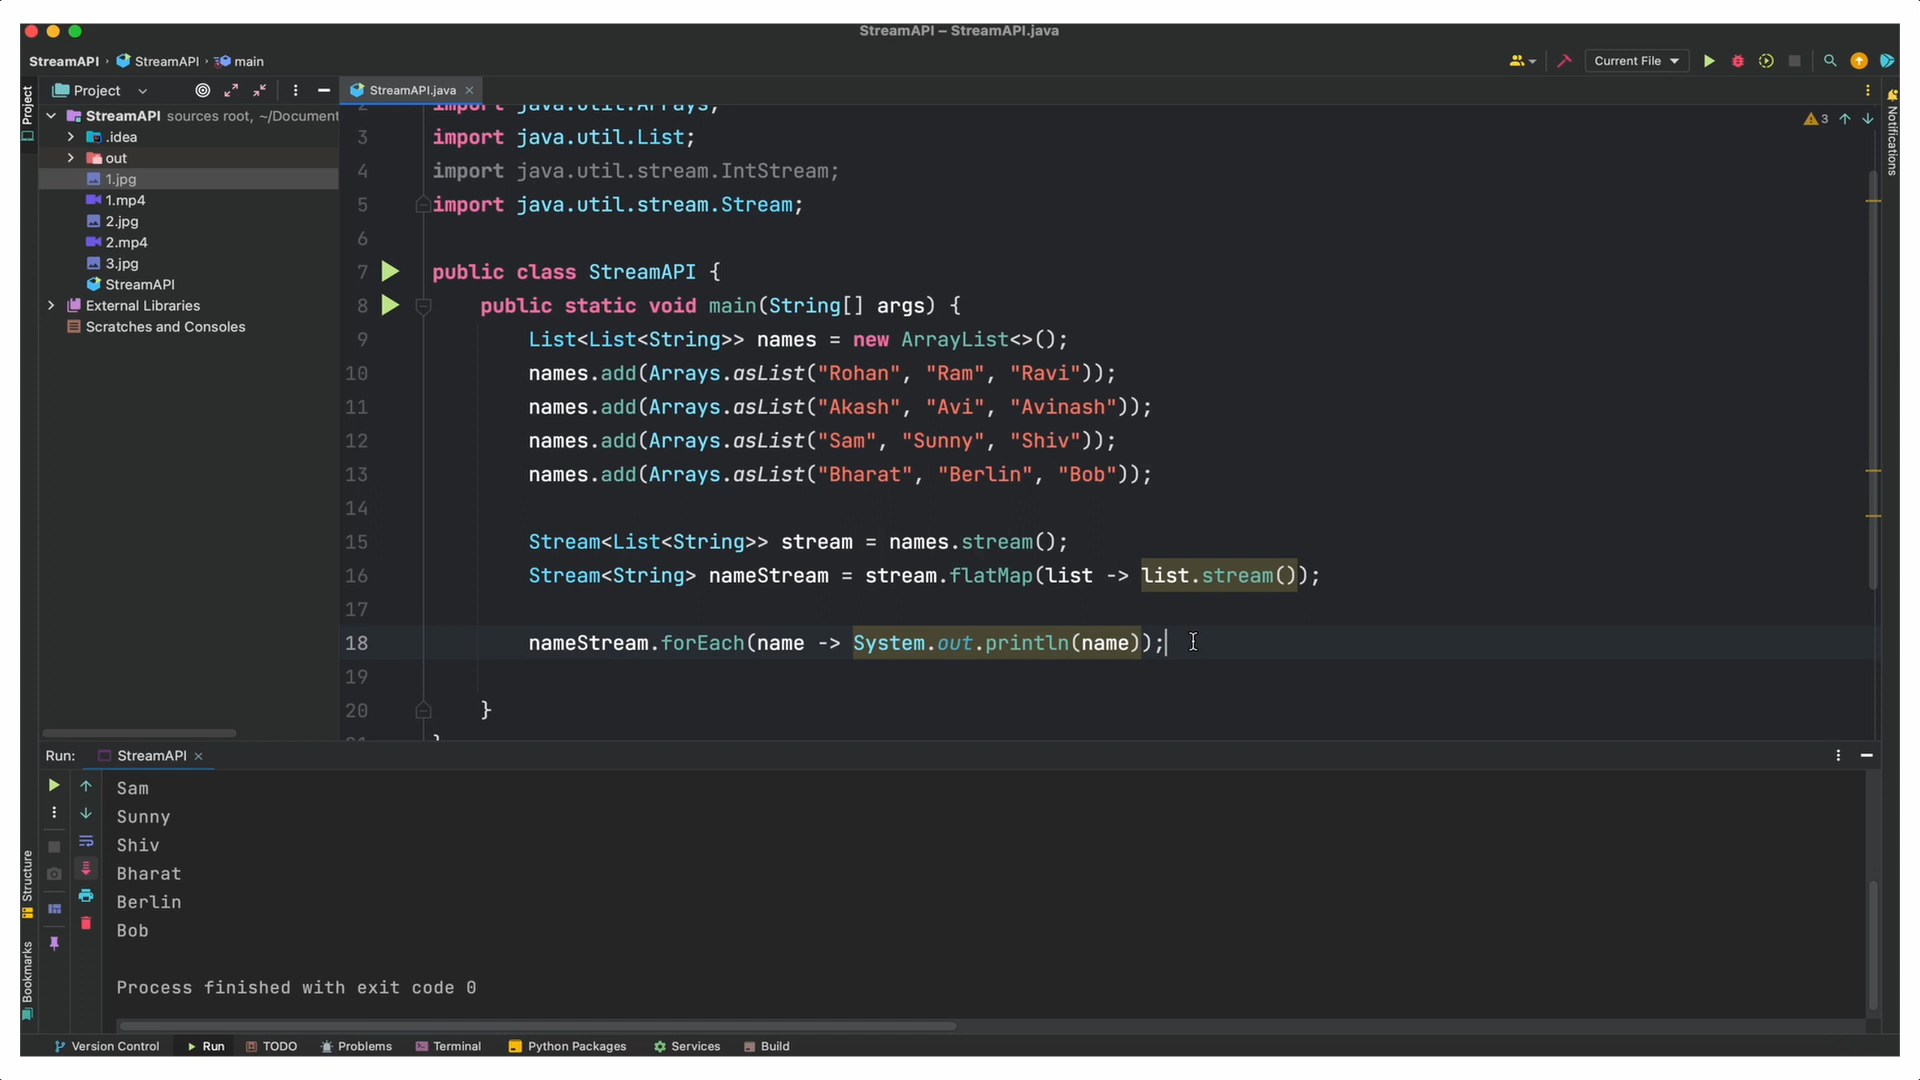 StreamAPI – StreamAPI.java
StreamAPI › StreamAPI › main
Current File
Project
StreamAPI.java
Project
StreamAPI sources root, ~/Document
.idea
out
1.jpg
1.mp4
2.jpg
2.mp4
3.jpg
StreamAPI
External Libraries
Scratches and Consoles
Notifications
3
2 import java.util.Arrays;
3 import java.util.List;
4 import java.util.stream.IntStream;
5 import java.util.stream.Stream;
6
7 public class StreamAPI {
8 public static void main(String[] args) {
9 List<List<String>> names = new ArrayList<>();
10 names.add(Arrays.asList("Rohan", "Ram", "Ravi"));
11 names.add(Arrays.asList("Akash", "Avi", "Avinash"));
12 names.add(Arrays.asList("Sam", "Sunny", "Shiv"));
13 names.add(Arrays.asList("Bharat", "Berlin", "Bob"));
14
15 Stream<List<String>> stream = names.stream();
16 Stream<String> nameStream = stream.flatMap(list -> list.stream());
17
18 nameStream.forEach(name -> System.out.println(name));
19
20 }
21 }
Run: StreamAPI
Sam
Sunny
Shiv
Bharat
Berlin
Bob
Process finished with exit code 0
Structure
Bookmarks
Version Control
Run
TODO
Problems
Terminal
Python Packages
Services
Build